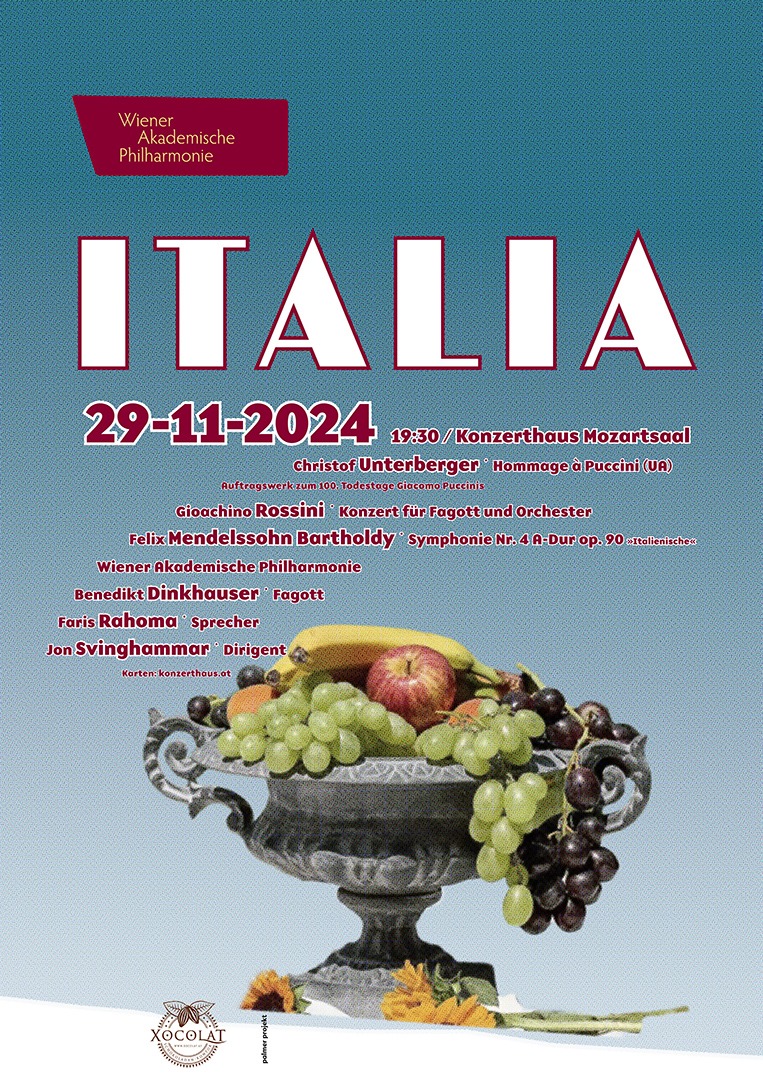 Wiener
Akademische
Philharmonie
ITALIA
29-11-2024 19:30 / Konzerthaus Mozartsaal
Christof Unterberger ° Hommage à Puccini (UA)
Auftragswerk zum 100. Todestage Giacomo Puccinis
Gioachino Rossini ° Konzert für Fagott und Orchester
Felix Mendelssohn Bartholdy ° Symphonie Nr. 4 A-Dur op. 90 »Italienische«
Wiener Akademische Philharmonie
Benedikt Dinkhauser ° Fagott
Faris Rahoma ° Sprecher
Jon Svinghammar ° Dirigent
Karten: konzerthaus.at
XOCOLAT
WWW.XOCOLAT.AT
palmer projekt